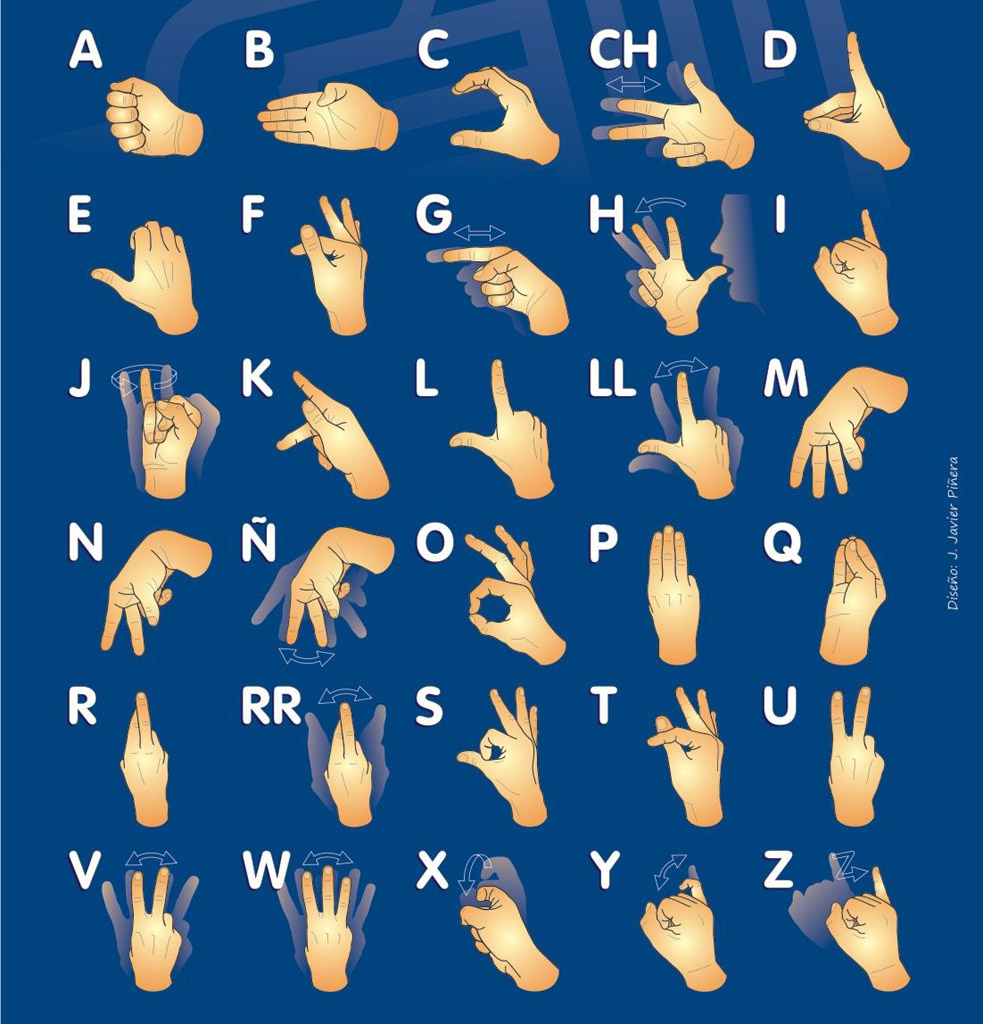 A B C CH D
E F G H I
J K L LL M
N Ñ O P Q
R RR S T U
V W X Y Z
Diseño: J. Javier Piñera